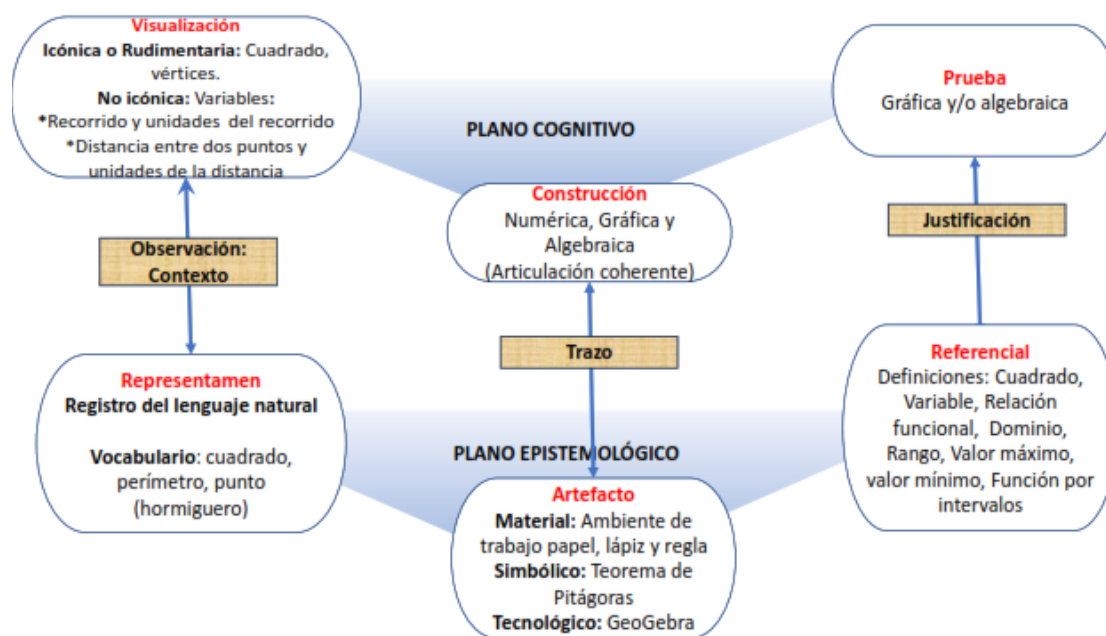 Visualización
Icónica o Rudimentaria: Cuadrado,
vértices.
No icónica: Variables:
*Recorrido y unidades del recorrido
*Distancia entre dos puntos y
unidades de la distancia
PLANO COGNITIVO
Prueba
Gráfica y/o algebraica
Construcción
Numérica, Gráfica y
Algebraica
(Articulación coherente)
Observación:
Contexto
Trazo
Justificación
Representamen
Registro del lenguaje natural
Vocabulario: cuadrado,
perímetro, punto
(hormiguero)
PLANO EPISTEMOLÓGICO
Artefacto
Material: Ambiente de
trabajo papel, lápiz y regla
Simbólico: Teorema de
Pitágoras
Tecnológico: GeoGebra
Referencial
Definiciones: Cuadrado,
Variable, Relación
funcional, Dominio,
Rango, Valor máximo,
valor mínimo, Función por
intervalos